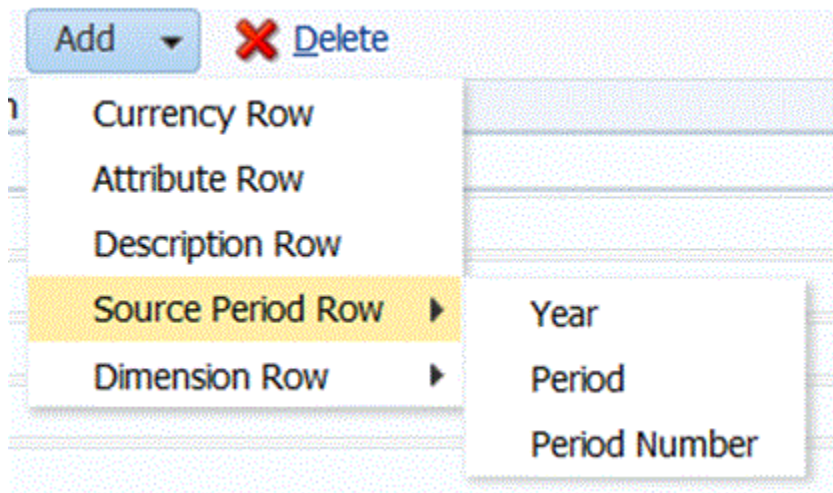 Add Delete
Currency Row
Attribute Row
Description Row
Source Period Row
Year
Dimension Row
Period
Period Number